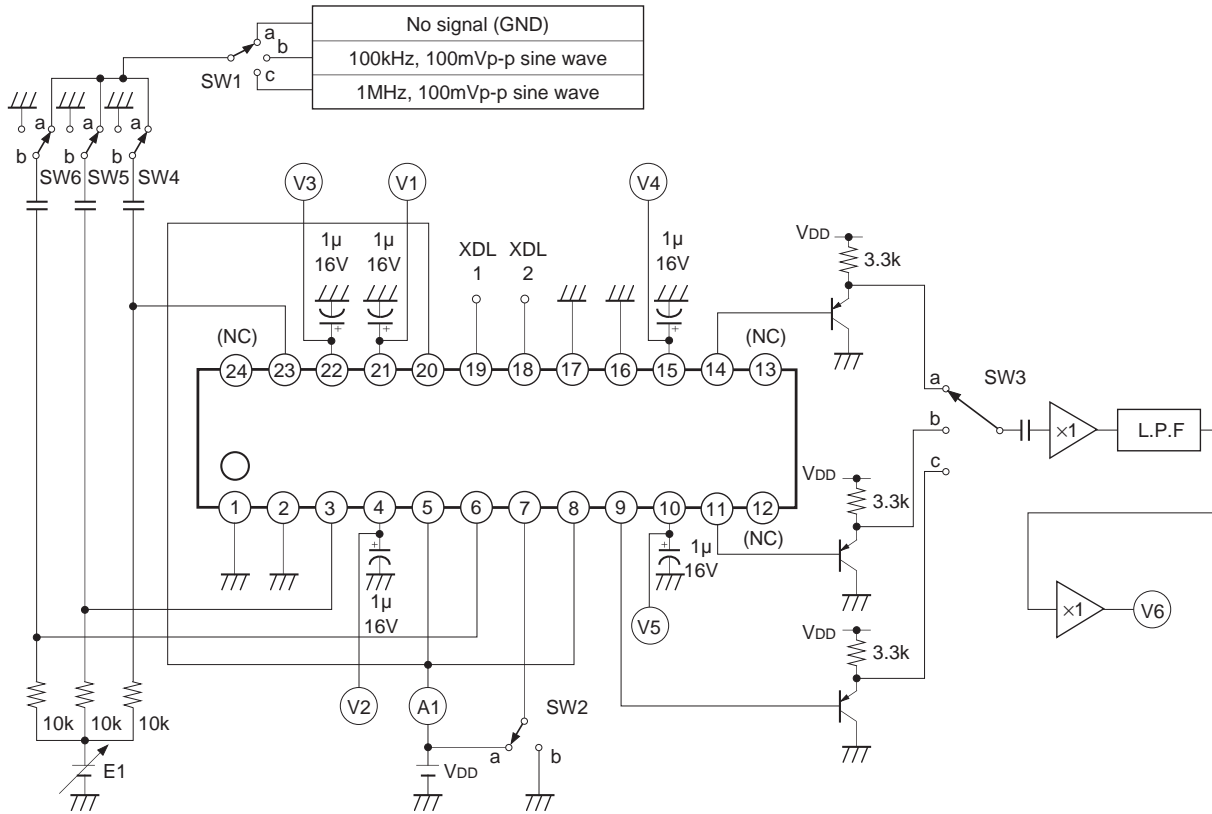 No signal (GND)
a
b
100kHz, 100mVp-p sine wave
c
SW1
1MHz, 100mVp-p sine wave
a
a
a
b
b
b
SW6
SW5
SW4
V3
V1
V4
1µ
16V
1µ
16V
XDL
1
XDL
2
1µ
16V
VDD
3.3k
(NC)
(NC)
24
23
22
21
20
19
18
17
16
15
14
13
a
SW3
b
c
×1
L.P.F
1
2
3
4
5
6
7
8
9
10
11
12
VDD
3.3k
(NC)
+
1µ
16V
+
1µ
16V
V5
×1
V6
VDD
3.3k
10k
10k
10k
V2
A1
SW2
a
b
E1
VDD